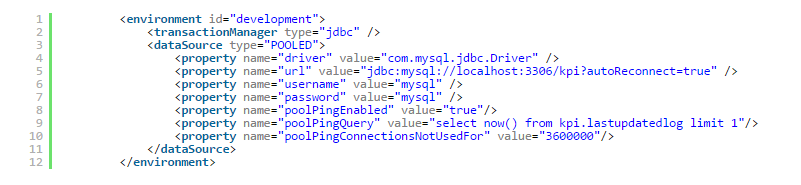 1 <environment id="development">
2 <transactionManager type="jdbc" />
3 <dataSource type="POOLED">
4 <property name="driver" value="com.mysql.jdbc.Driver" />
5 <property name="url" value="jdbc:mysql://localhost:3306/kpi?autoReconnect=true" />
6 <property name="username" value="mysql" />
7 <property name="password" value="mysql" />
8 <property name="poolPingEnabled" value="true"/>
9 <property name="poolPingQuery" value="select now() from kpi.lastupdatedlog limit 1"/>
10 <property name="poolPingConnectionsNotUsedFor" value="3600000"/>
11 </dataSource>
12 </environment>